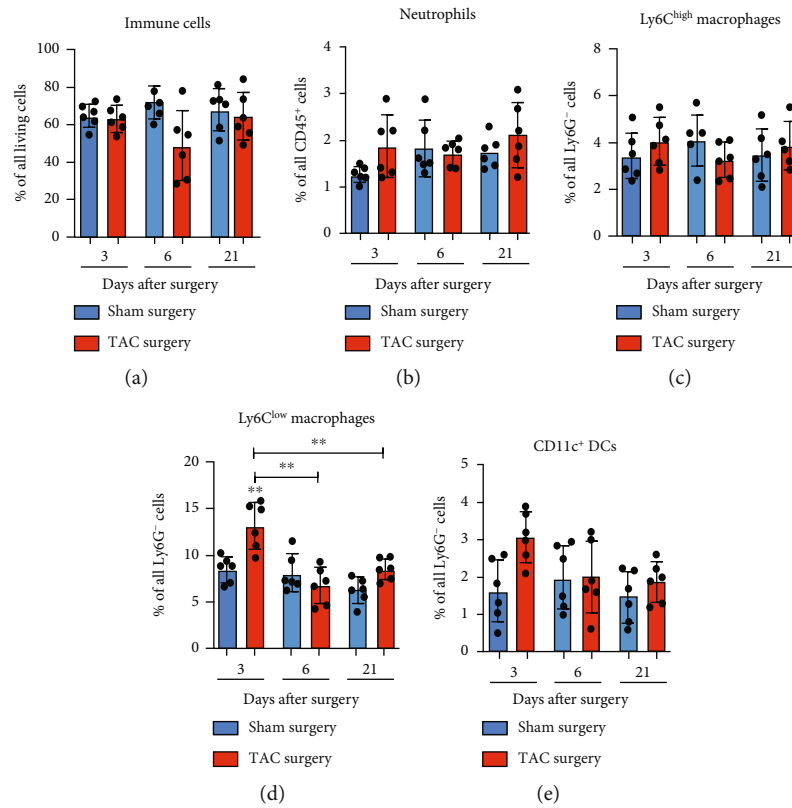 Immune cells
% of all living cells
100
80
60
40
20
0
3 6 21
Days after surgery
Sham surgery
TAC surgery
(a)
Neutrophils
% of all CD45⁺ cells
4
3
2
1
0
3 6 21
Days after surgery
Sham surgery
TAC surgery
(b)
Ly6Cʰⁱᵍʰ macrophages
% of all Ly6G⁻ cells
8
6
4
2
0
3 6 21
Days after surgery
Sham surgery
TAC surgery
(c)
Ly6Cˡᵒʷ macrophages
% of all Ly6G⁻ cells
20
15
10
5
0
**
**
**
3 6 21
Days after surgery
Sham surgery
TAC surgery
(d)
CD11c⁺ DCs
% of all Ly6G⁻ cells
5
4
3
2
1
0
3 6 21
Days after surgery
Sham surgery
TAC surgery
(e)